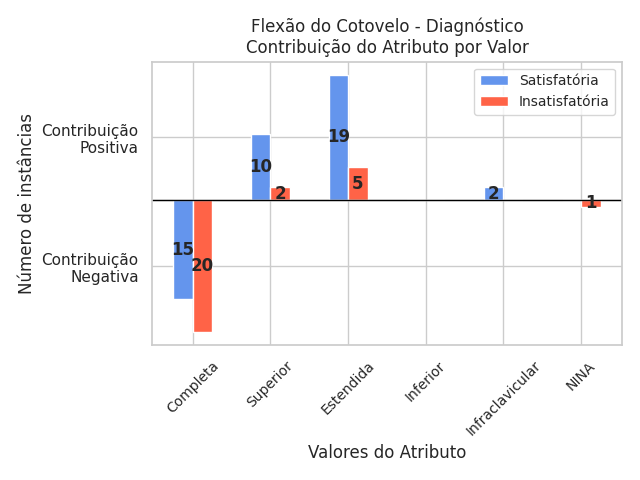 Flexão do Cotovelo - Diagnóstico
Contribuição do Atributo por Valor
Satisfatória
Insatisfatória
Número de instâncias
Contribuição
Positiva
Contribuição
Negativa
15
20
10
2
19
5
2
1
Completa
Superior
Estendida
Inferior
Infraclavicular
NINA
Valores do Atributo